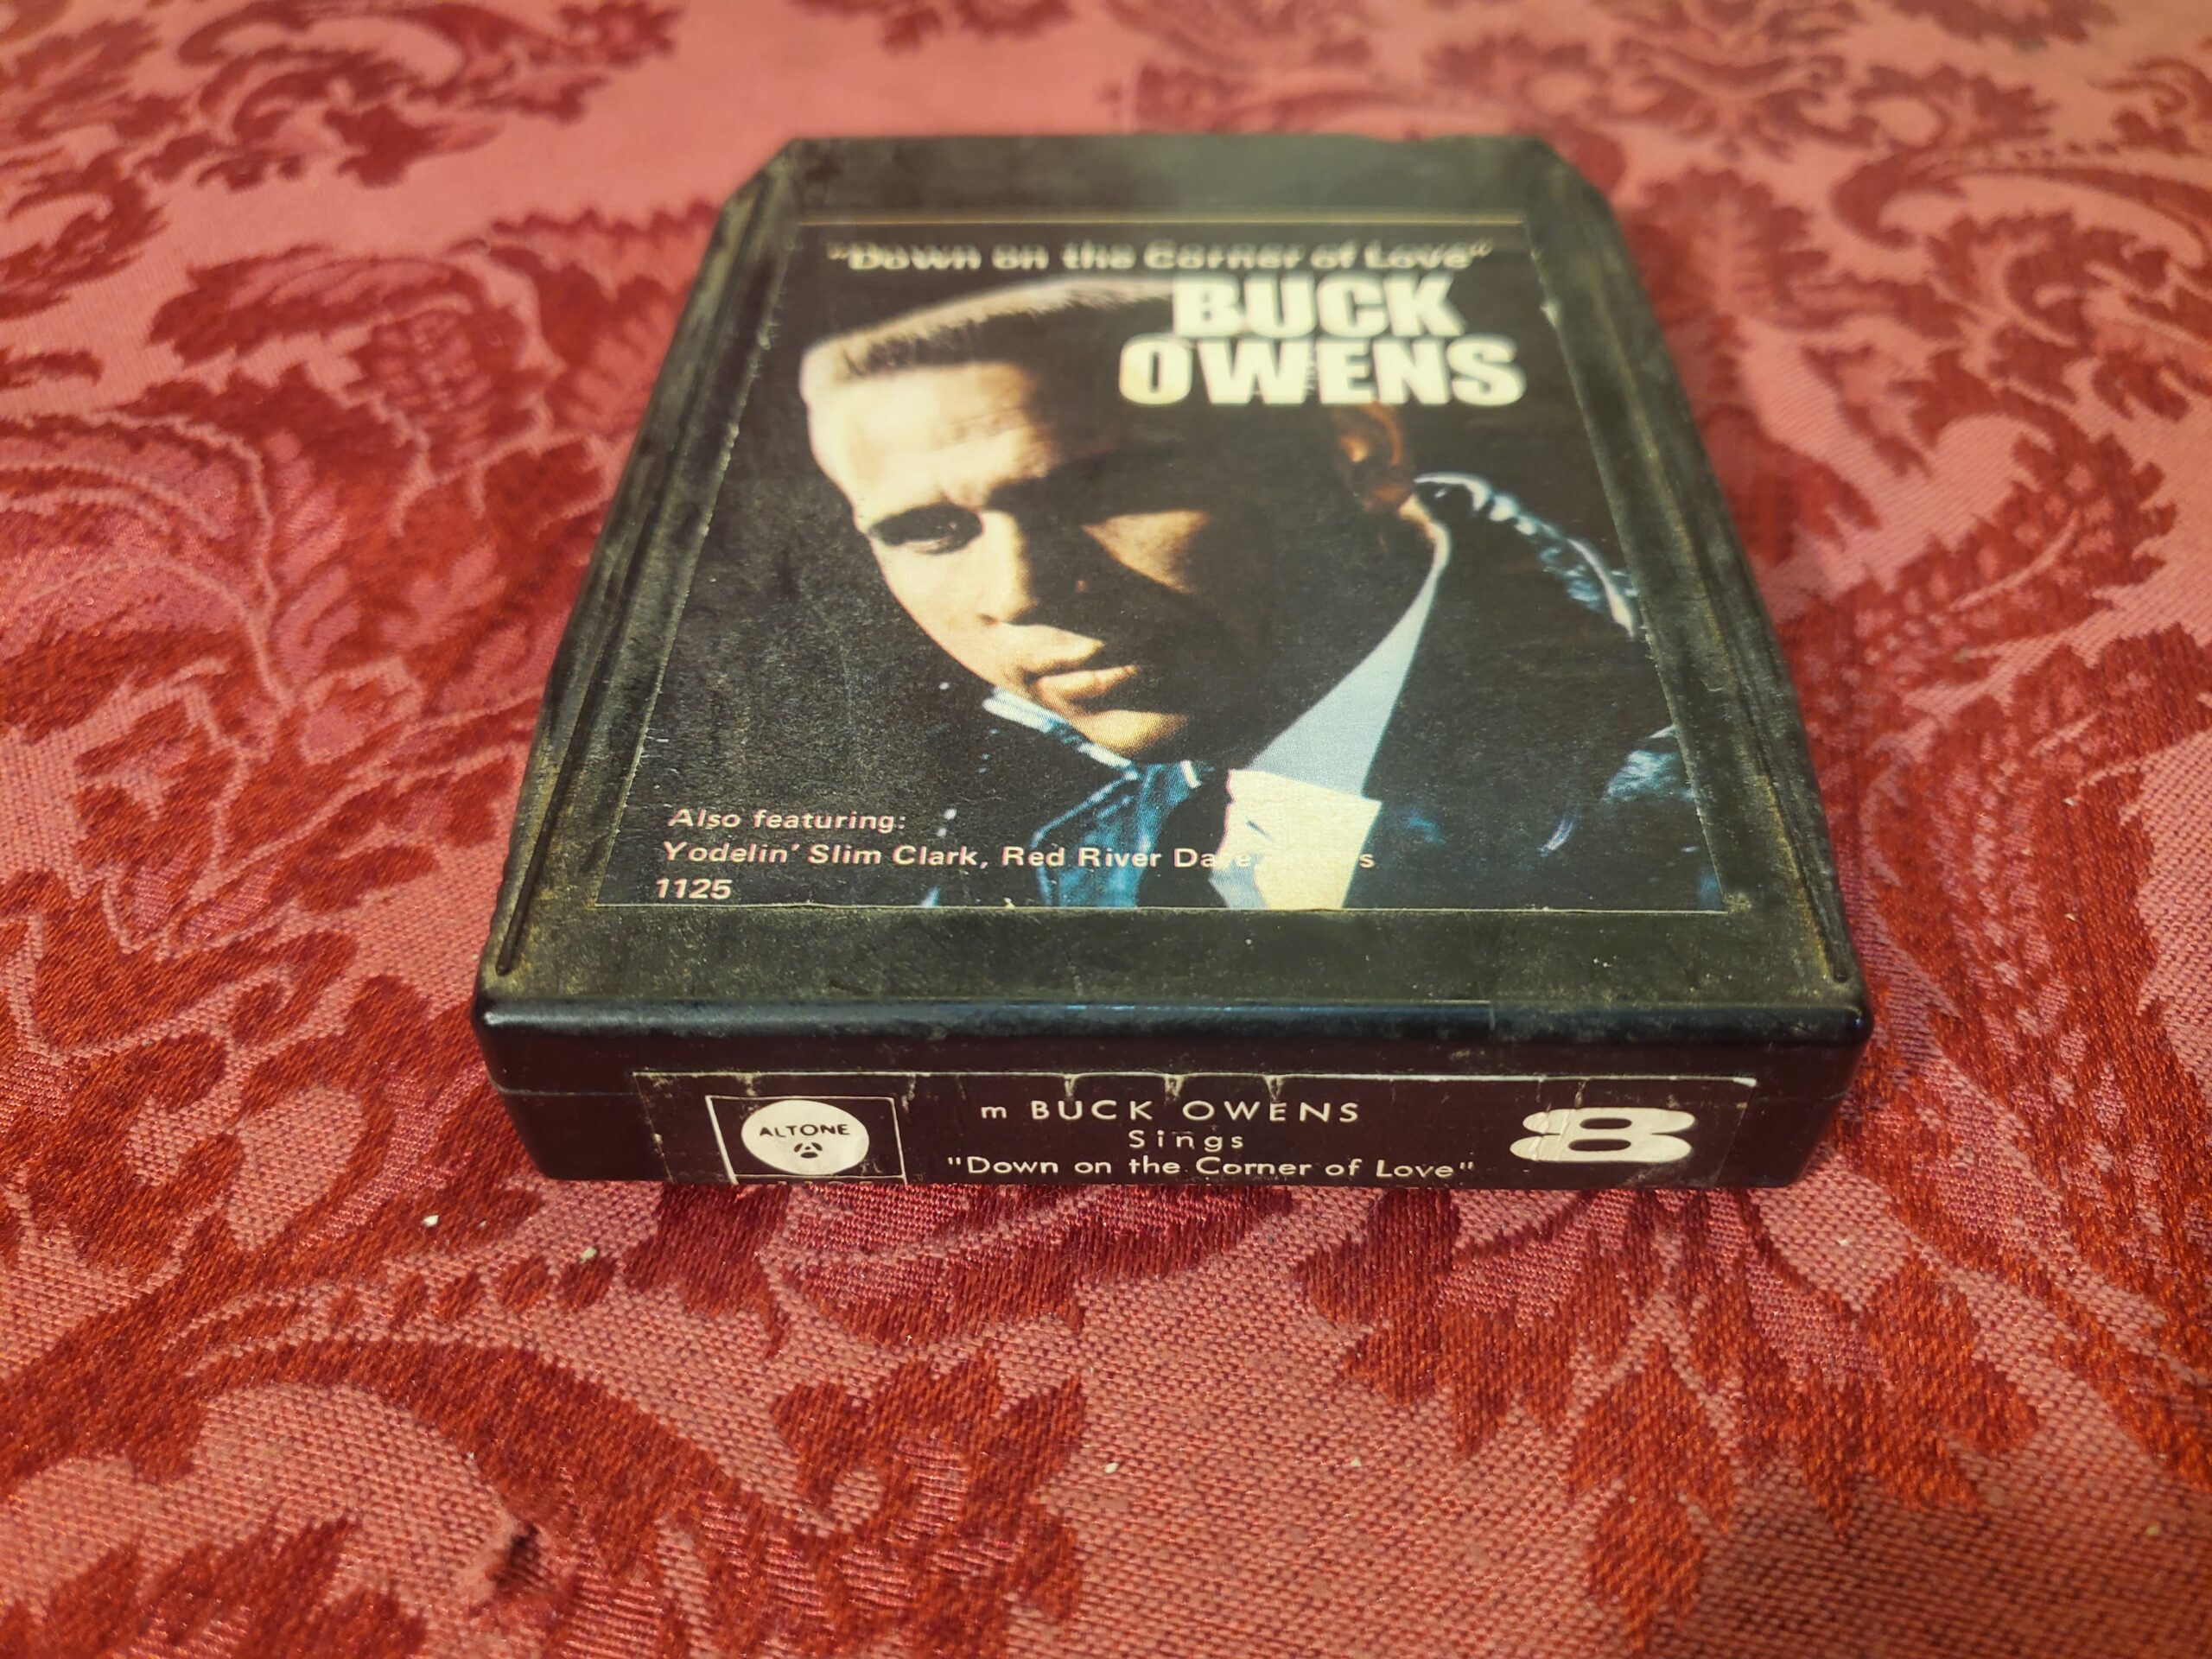 "Down on the Corner of Love"
BUCK
OWENS
Also featuring:
Yodelin' Slim Clark, Red River Dave
1125
ALTONE
m BUCK OWENS
Sings
"Down on the Corner of Love"
8